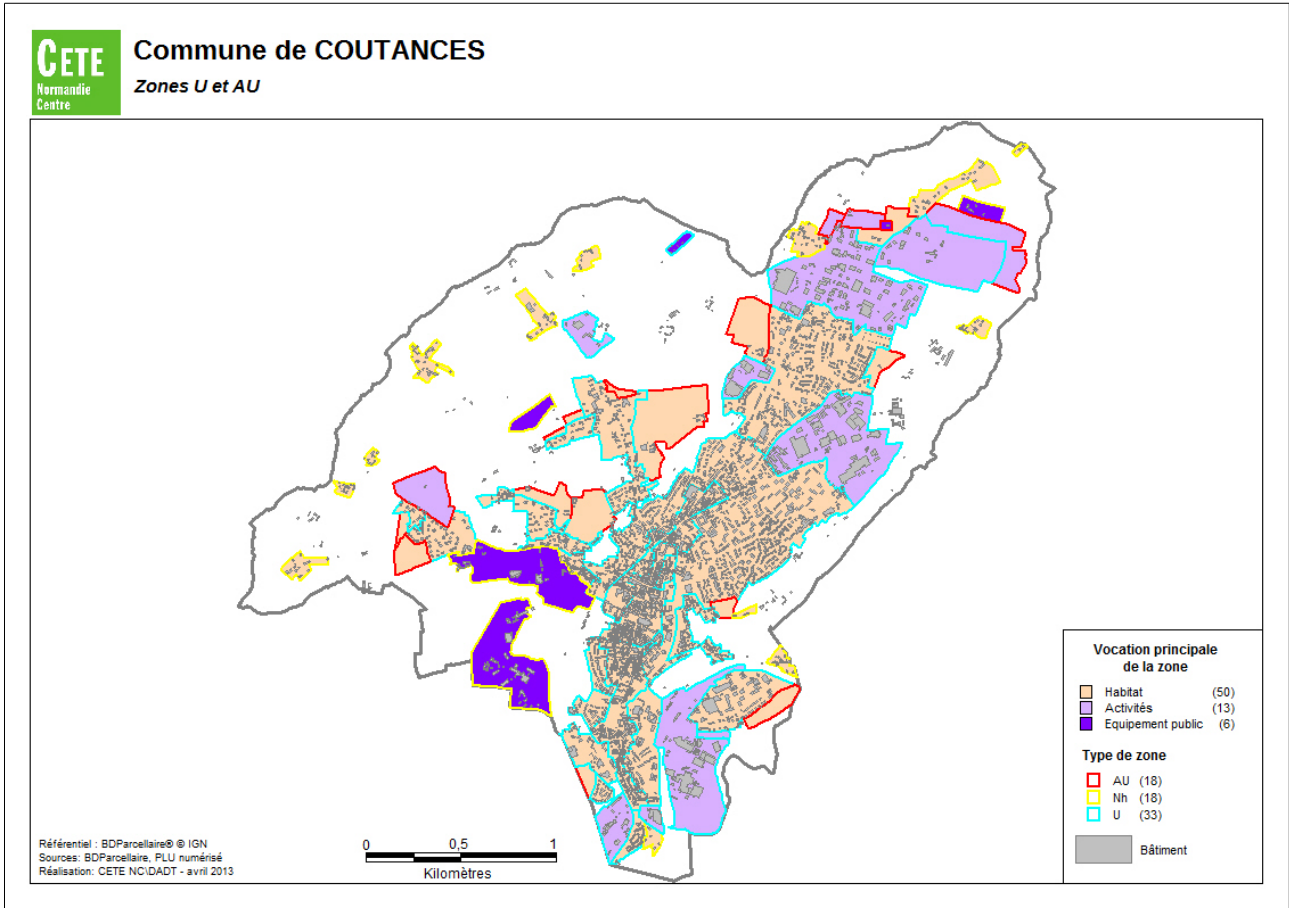 CETE
Normandie
Centre
Commune de COUTANCES
Zones U et AU
Vocation principale
de la zone
Habitat (50)
Activités (13)
Equipement public (6)
Type de zone
AU (18)
Nh (18)
U (33)
Bâtiment
Référentiel : BDParcellaire® © IGN
Sources: BDParcellaire, PLU numérisé
Réalisation: CETE NC\DADT - avril 2013
0 0,5 1
Kilomètres